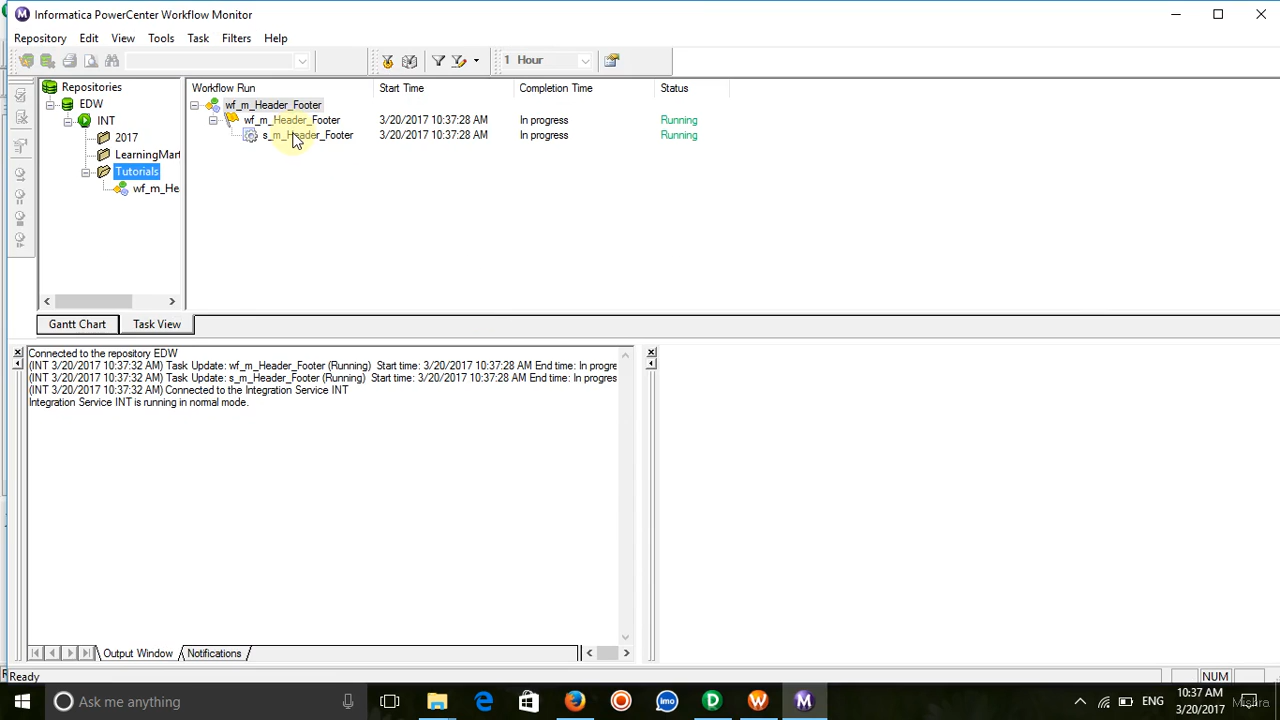 Informatica PowerCenter Workflow Monitor
Repository Edit View Tools Task Filters Help
1 Hour
Repositories
EDW
INT
2017
LearningMart
Tutorials
wf_m_He
Workflow Run Start Time Completion Time Status
wf_m_Header_Footer
wf_m_Header_Footer 3/20/2017 10:37:28 AM In progress Running
s_m_Header_Footer 3/20/2017 10:37:28 AM In progress Running
Gantt Chart Task View
Connected to the repository EDW
(INT 3/20/2017 10:37:32 AM) Task Update: wf_m_Header_Footer (Running) Start time: 3/20/2017 10:37:28 AM End time: In progre
(INT 3/20/2017 10:37:32 AM) Task Update: s_m_Header_Footer (Running) Start time: 3/20/2017 10:37:28 AM End time: In progres
(INT 3/20/2017 10:37:32 AM) Connected to the Integration Service INT
Integration Service INT is running in normal mode.
Output Window Notifications
Ready
NUM
Ask me anything
ENG
10:37 AM
3/20/2017
Mishra